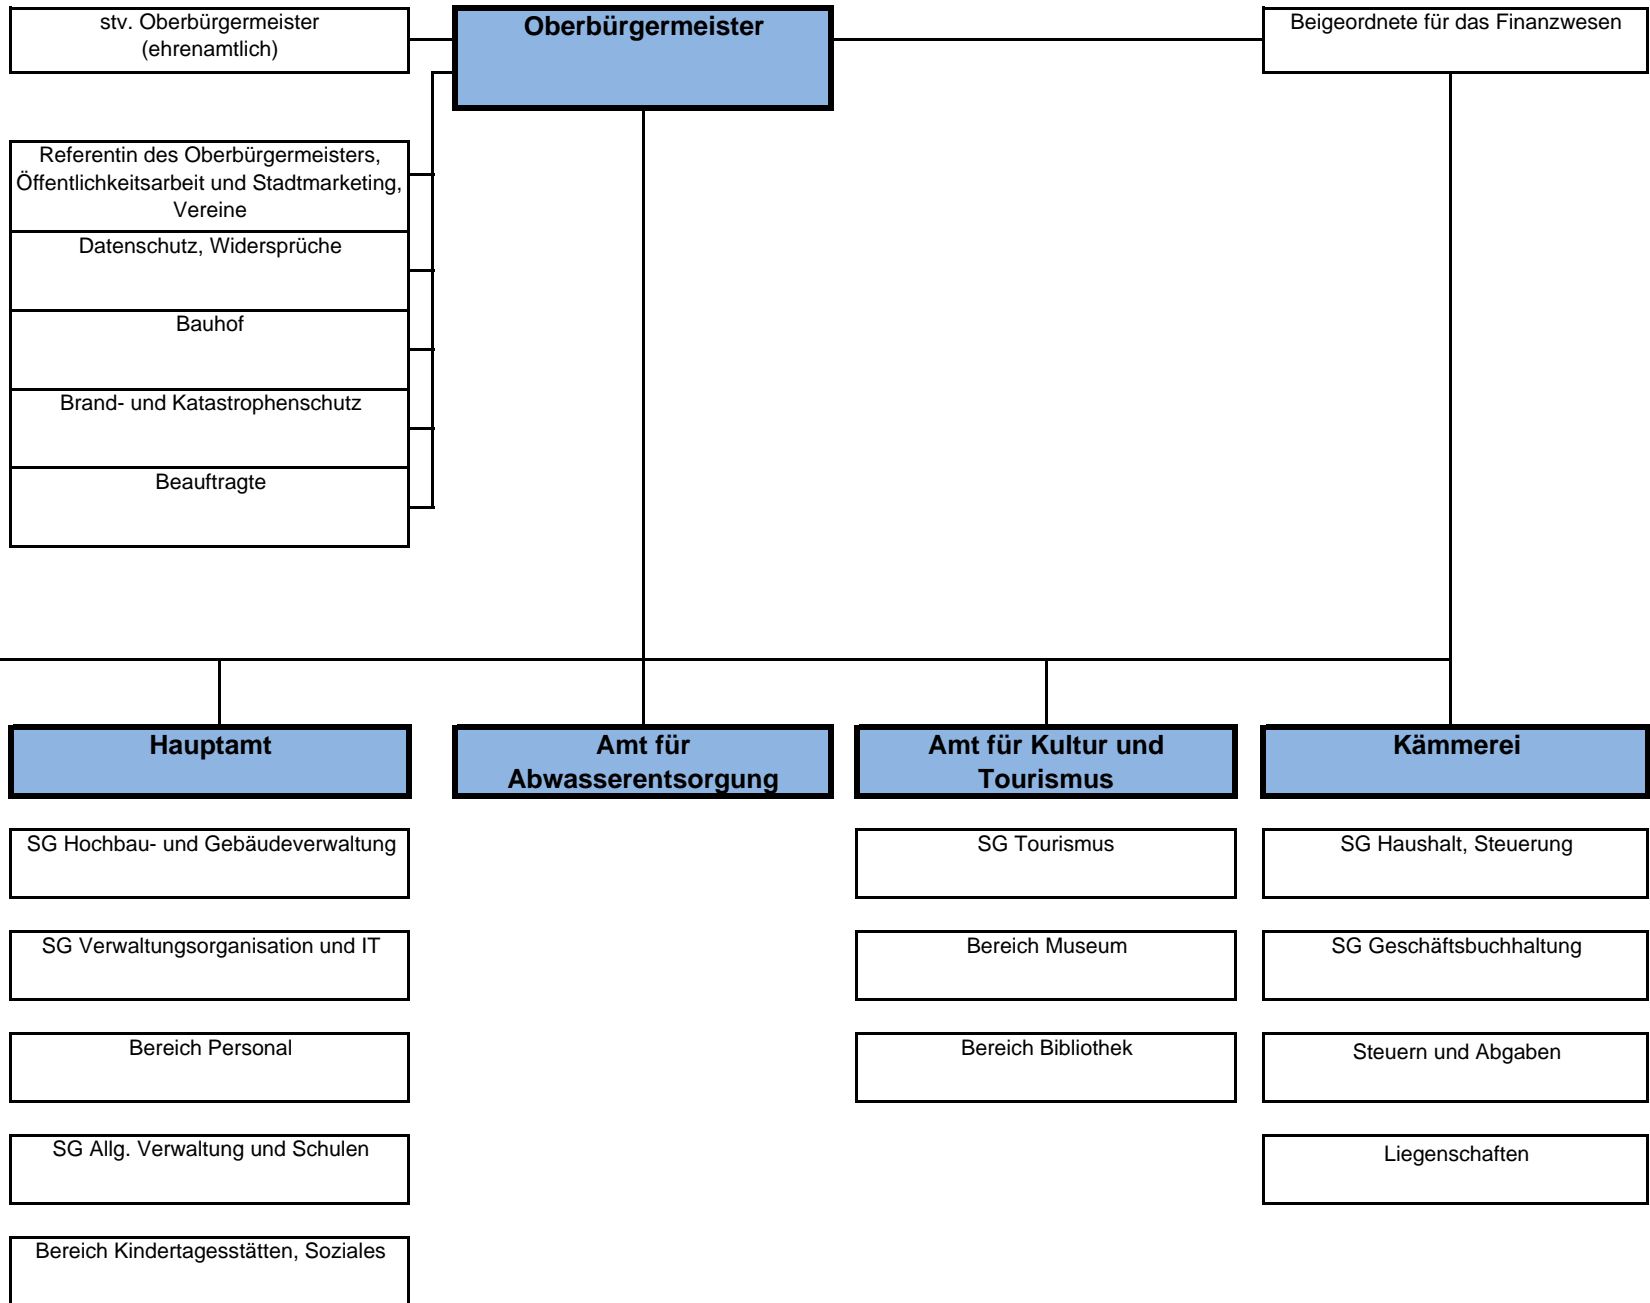 stv. Oberbürgermeister
(ehrenamtlich)
Oberbürgermeister
Beigeordnete für das Finanzwesen
Referentin des Oberbürgermeisters,
Öffentlichkeitsarbeit und Stadtmarketing,
Vereine
Datenschutz, Widersprüche
Bauhof
Brand- und Katastrophenschutz
Beauftragte
Hauptamt
SG Hochbau- und Gebäudeverwaltung
SG Verwaltungsorganisation und IT
Bereich Personal
SG Allg. Verwaltung und Schulen
Bereich Kindertagesstätten, Soziales
Amt für
Abwasserentsorgung
Amt für Kultur und
Tourismus
SG Tourismus
Bereich Museum
Bereich Bibliothek
Kämmerei
SG Haushalt, Steuerung
SG Geschäftsbuchhaltung
Steuern und Abgaben
Liegenschaften